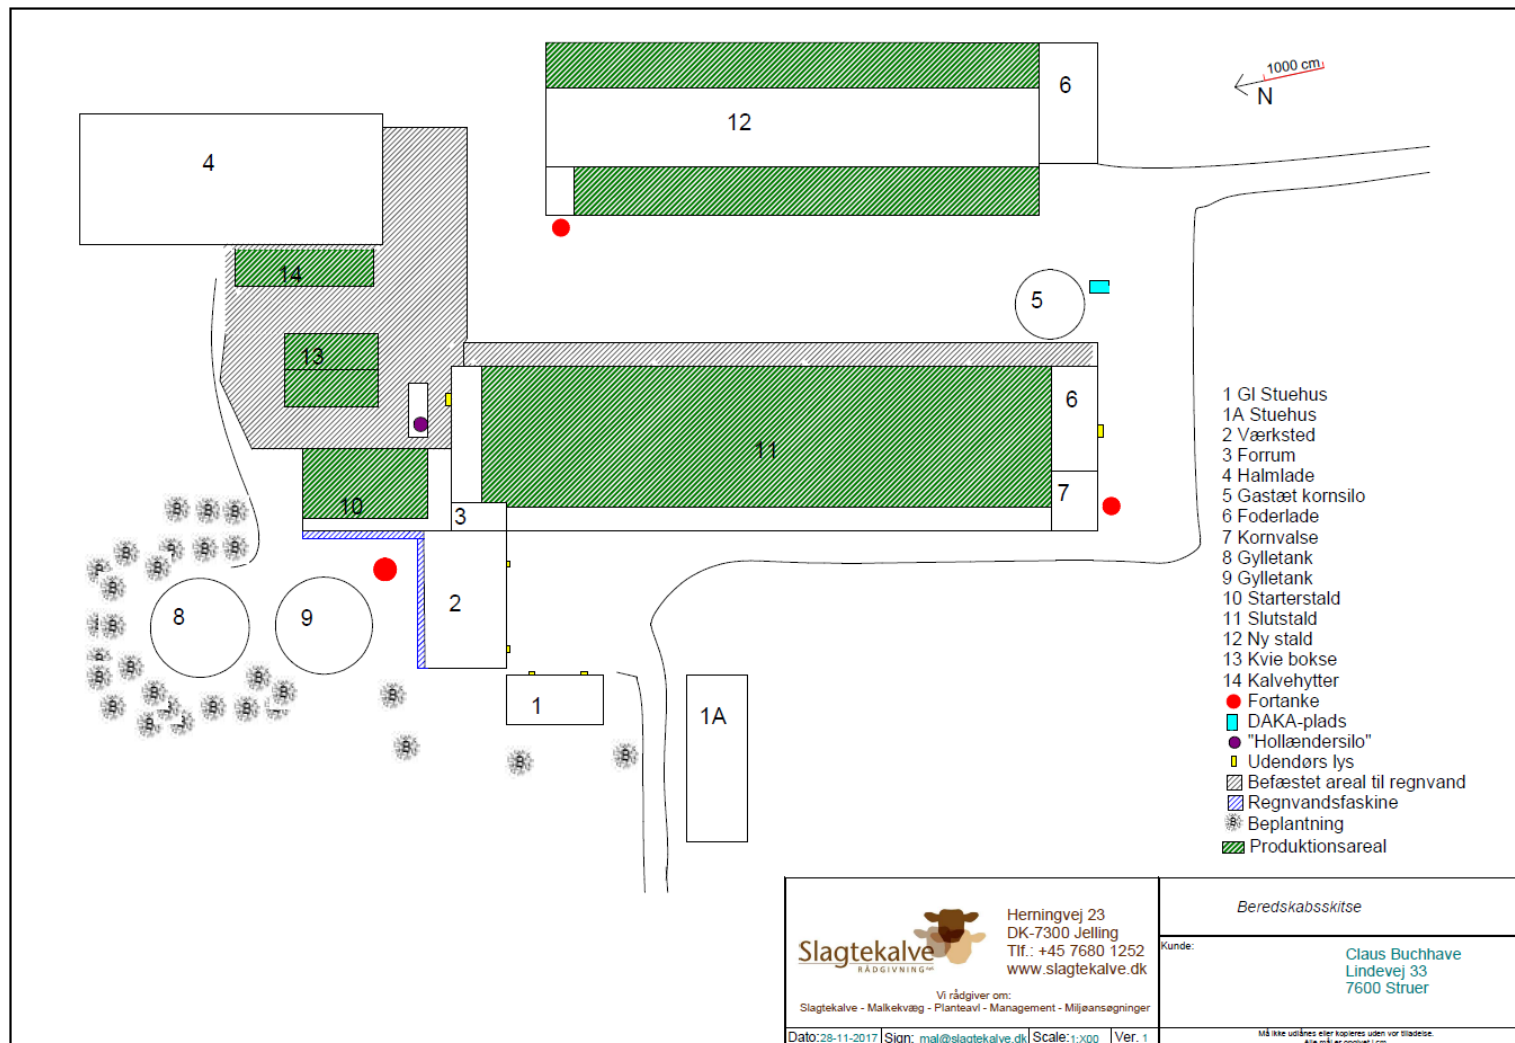 1000 cm
N
6
12
4
14
5
13
6
11
7
10
3
2
8
9
1
1A
1 Gl Stuehus
1A Stuehus
2 Værksted
3 Forrum
4 Halmlade
5 Gastæt kornsilo
6 Foderlade
7 Kornvalse
8 Gylletank
9 Gylletank
10 Starterstald
11 Slutstald
12 Ny stald
13 Kvie bokse
14 Kalvehytter
Fortanke
DAKA-plads
"Hollændersilo"
Udendørs lys
Befæstet areal til regnvand
Regnvandsfaskine
Beplantning
Produktionsareal
Slagtekalve
RÅDGIVNING
Herningvej 23
DK-7300 Jelling
Tlf.: +45 7680 1252
www.slagtekalve.dk
Vi rådgiver om:
Slagtekalve - Malkekvæg - Planteavl - Management - Miljøansøgninger
Dato: 28-11-2017 Sign: mal@slagtekalve.dk Scale: 1:X00 Ver. 1
Beredskabsskitse
Kunde:
Claus Buchhave
Lindevej 33
7600 Struer
Må ikke udlånes eller kopieres uden vor tilladelse.
Alle mål er opgivet i cm